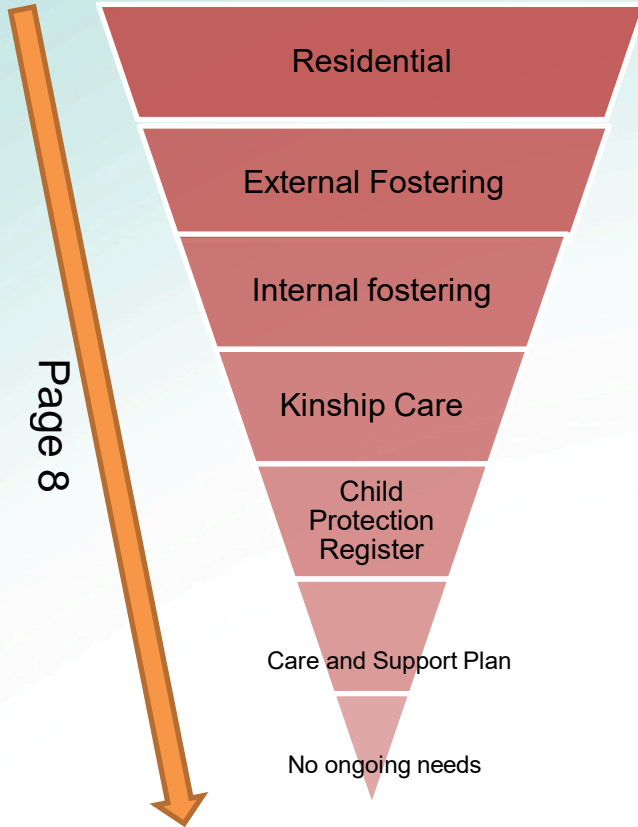 Residential
External Fostering
Internal fostering
Kinship Care
Child
Protection
Register
Care and Support Plan
No ongoing needs
Page 8